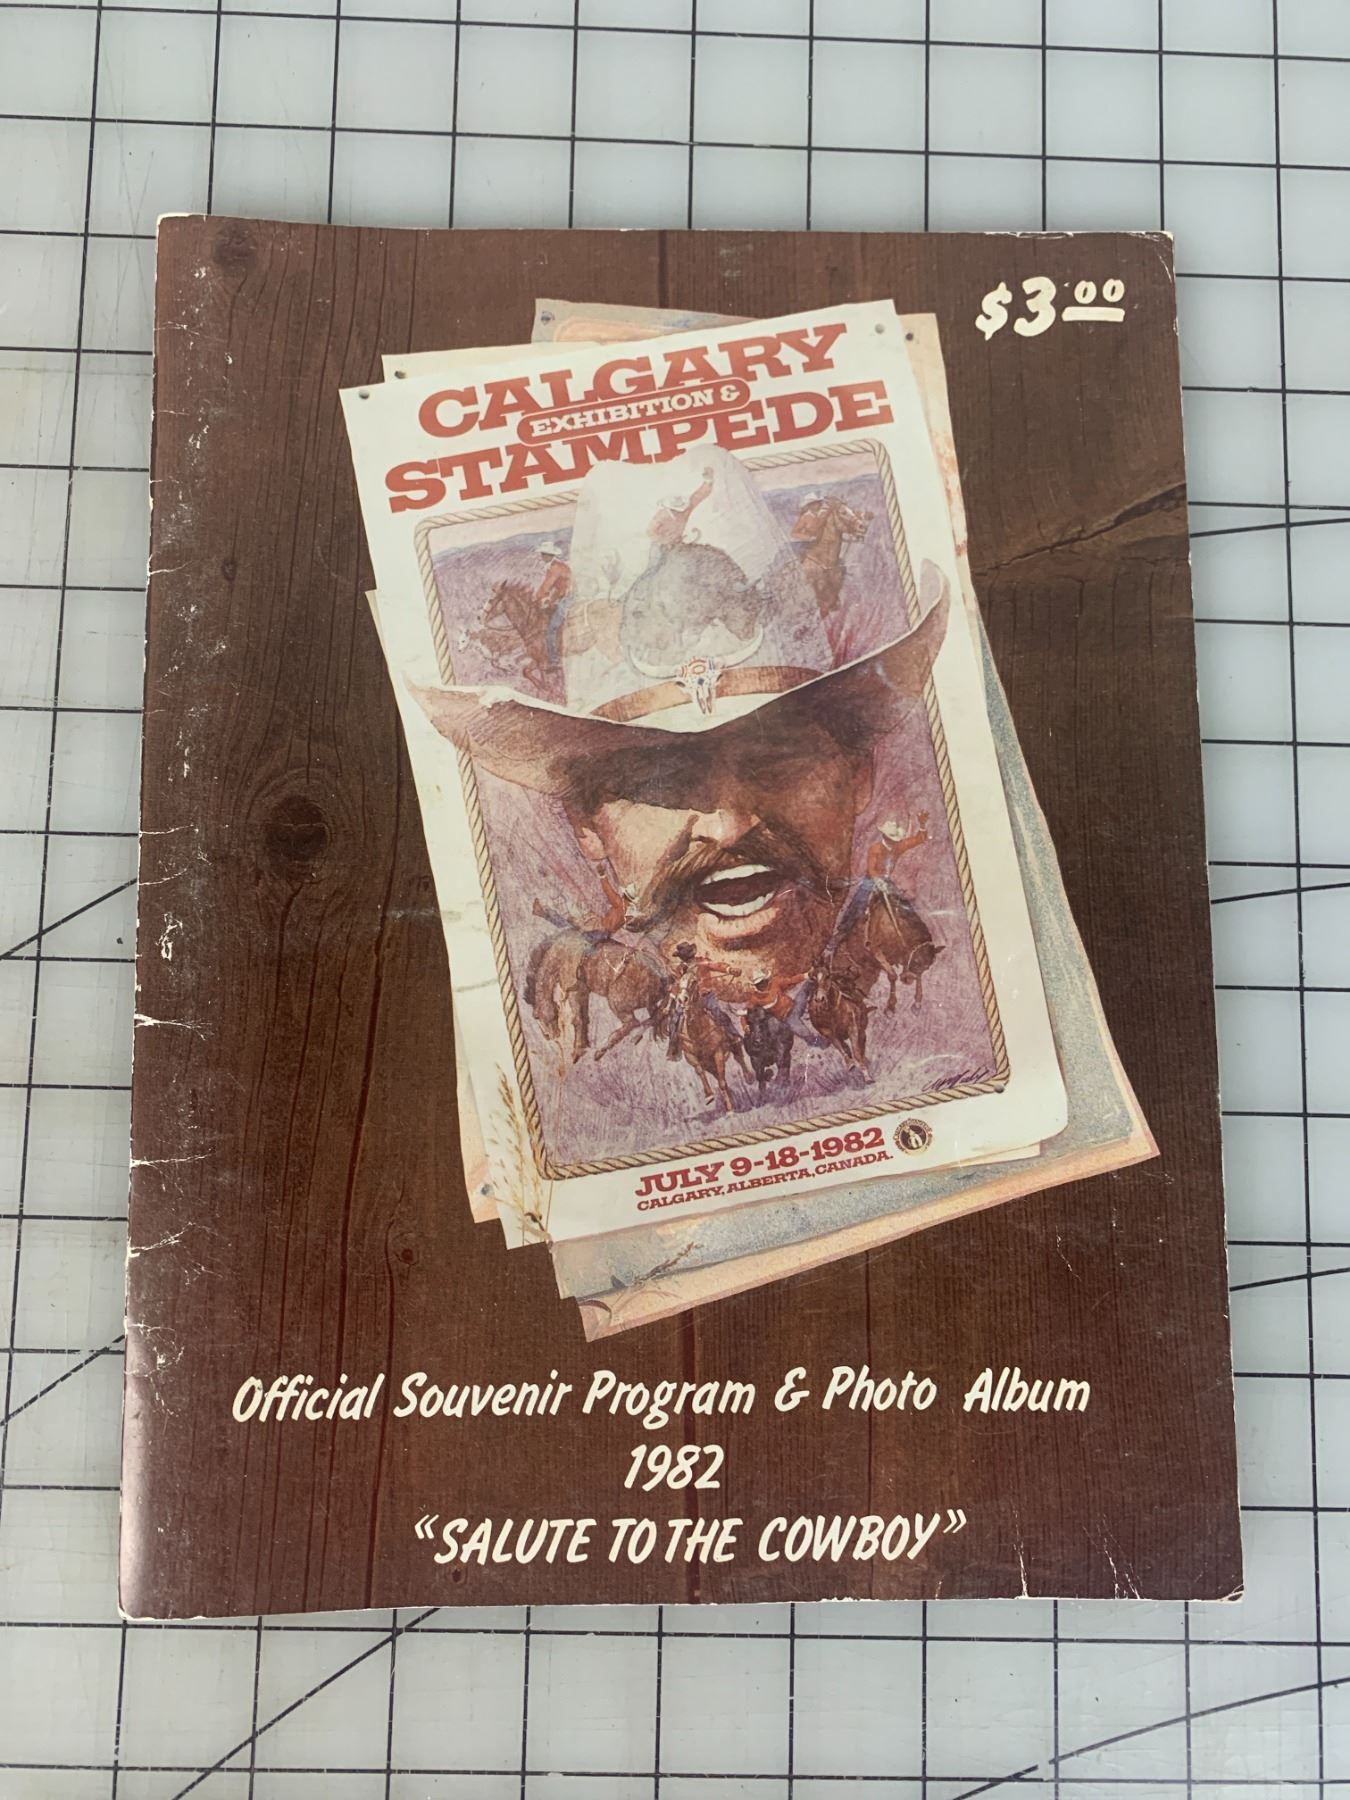 $3.00
CALGARY
EXHIBITION &
STAMPEDE
JULY 9-18-1982
CALGARY, ALBERTA, CANADA.
Official Souvenir Program & Photo Album
1982
"SALUTE TO THE COWBOY"